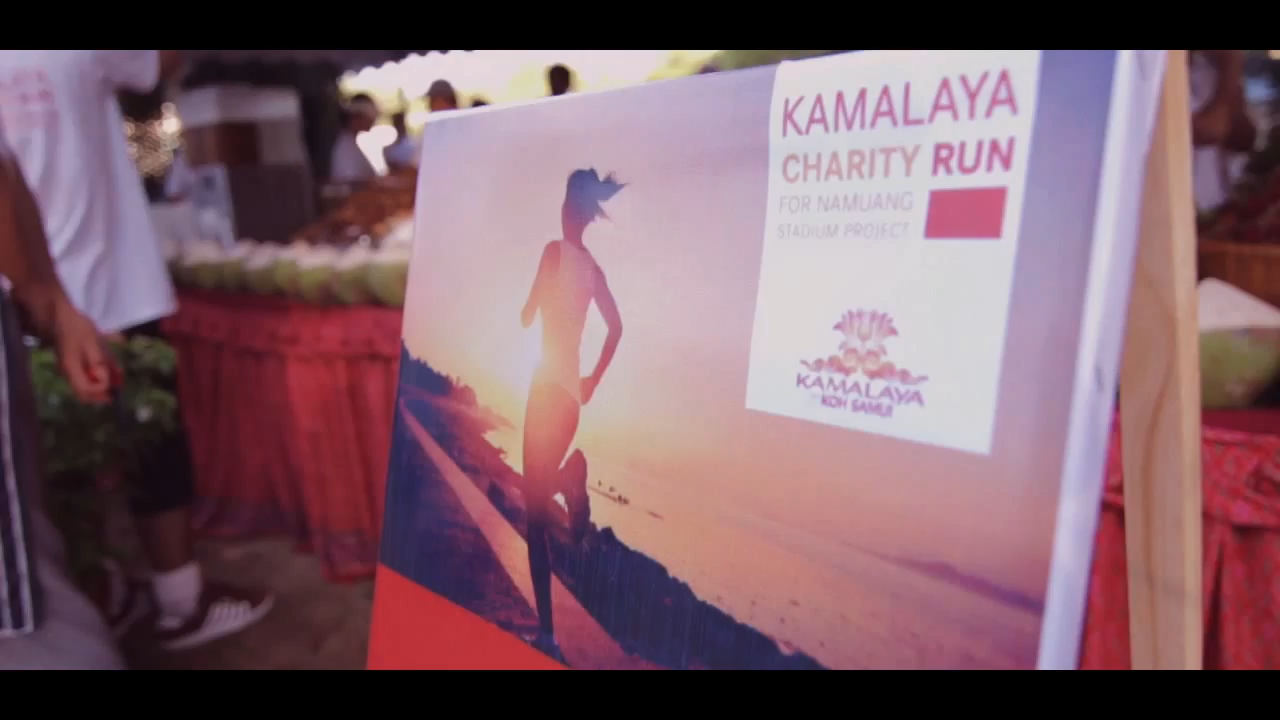 KAMALAYA
CHARITY RUN
FOR NAMUANG
STADIUM PROJECT
KAMALAYA
KOH SAMUI